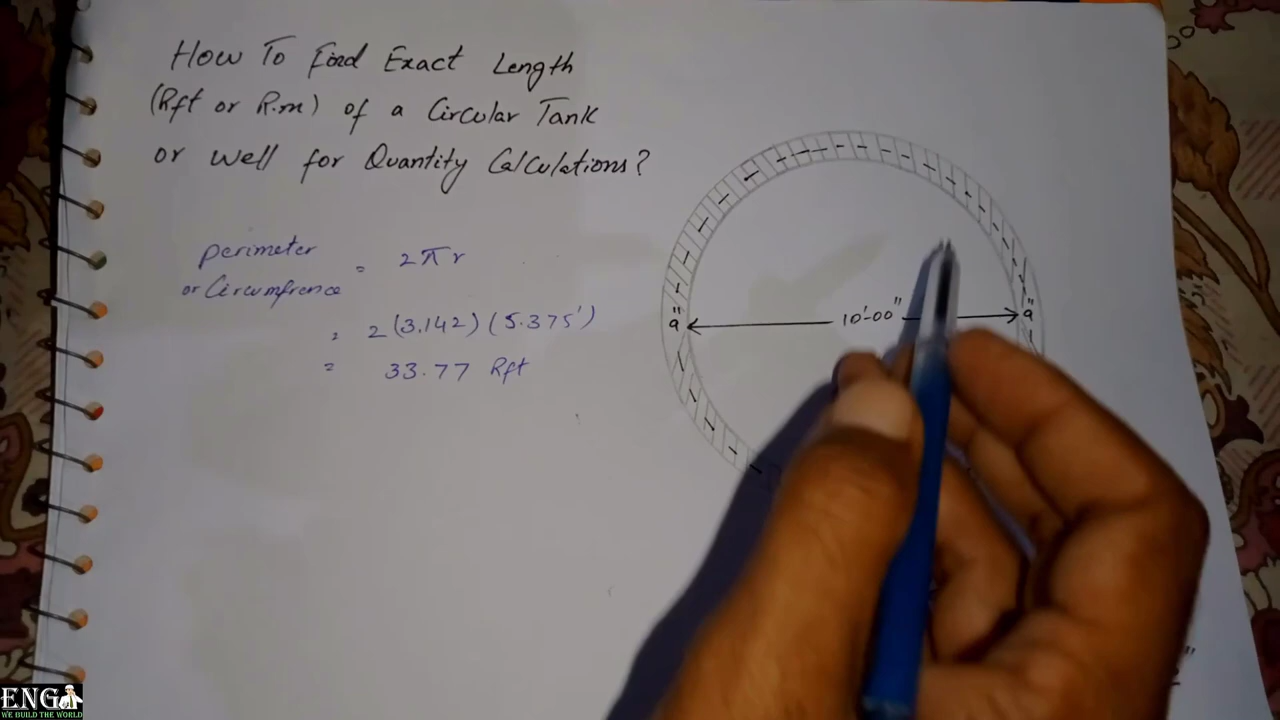 How To Find Exact Length
(Rft or R.m) of a Circular Tank
or well for Quantity Calculations?
perimeter
or Circumfrence = 2πr
= 2(3.142)(5.375')
= 33.77 Rft
9"
10'-00"
9"
ENG
WE BUILD THE WORLD